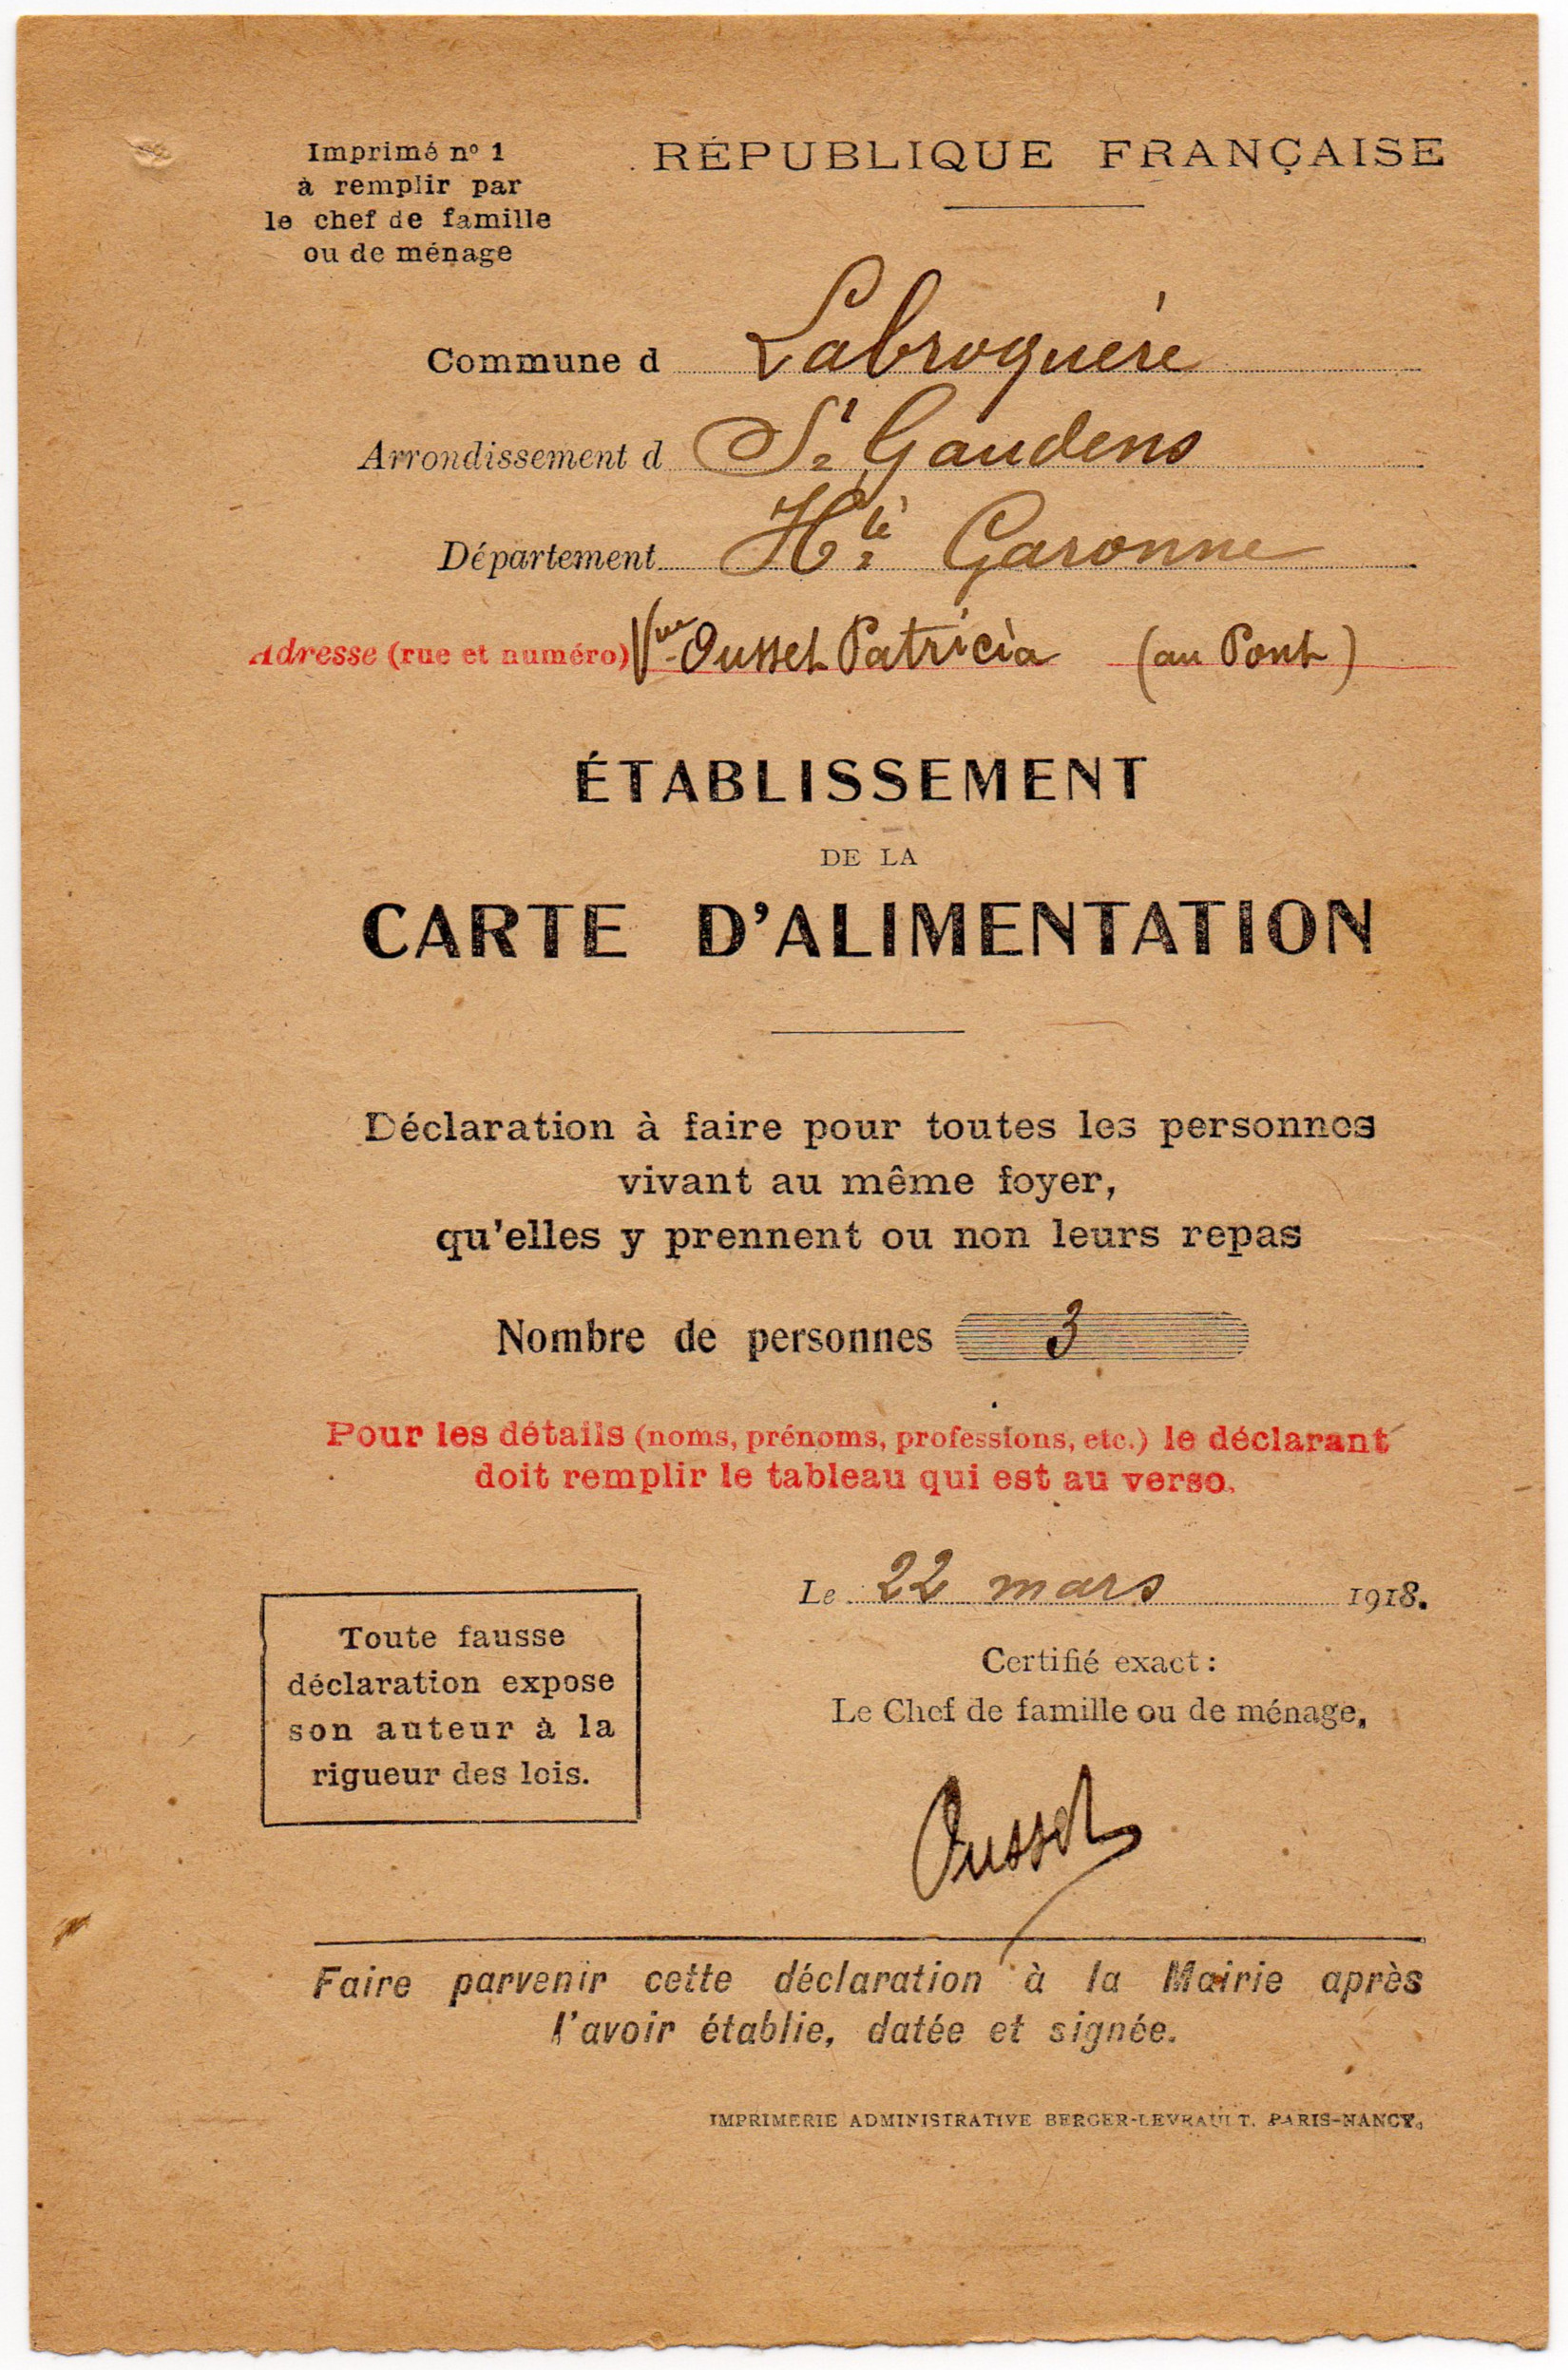 Imprimé nº 1
à remplir par
le chef de famille
ou de ménage
RÉPUBLIQUE FRANÇAISE
Commune d Labroquère
Arrondissement d St Gaudens
Département Hte Garonne
Adresse (rue et numéro) Vve Ousset Patricia (au Pont)
ÉTABLISSEMENT
DE LA
CARTE D'ALIMENTATION
Déclaration à faire pour toutes les personnes
vivant au même foyer,
qu'elles y prennent ou non leurs repas
Nombre de personnes 3
Pour les détails (noms, prénoms, professions, etc.) le déclarant
doit remplir le tableau qui est au verso.
Le 22 mars 1918.
Toute fausse
déclaration expose
son auteur à la
rigueur des lois.
Certifié exact :
Le Chef de famille ou de ménage,
Ousset
Faire parvenir cette déclaration à la Mairie après
l'avoir établie, datée et signée.
IMPRIMERIE ADMINISTRATIVE BERGER-LEVRAULT. PARIS-NANCY.